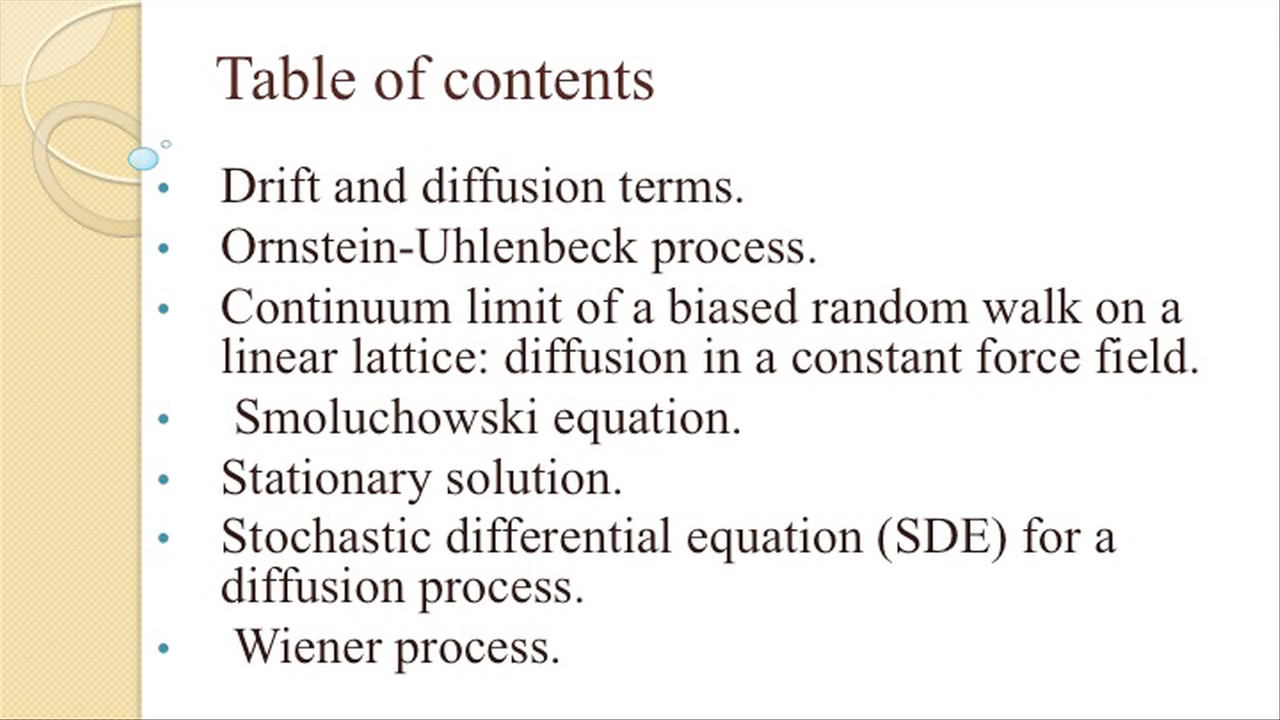 Table of contents
• Drift and diffusion terms.
• Ornstein-Uhlenbeck process.
• Continuum limit of a biased random walk on a
linear lattice: diffusion in a constant force field.
• Smoluchowski equation.
• Stationary solution.
• Stochastic differential equation (SDE) for a
diffusion process.
• Wiener process.